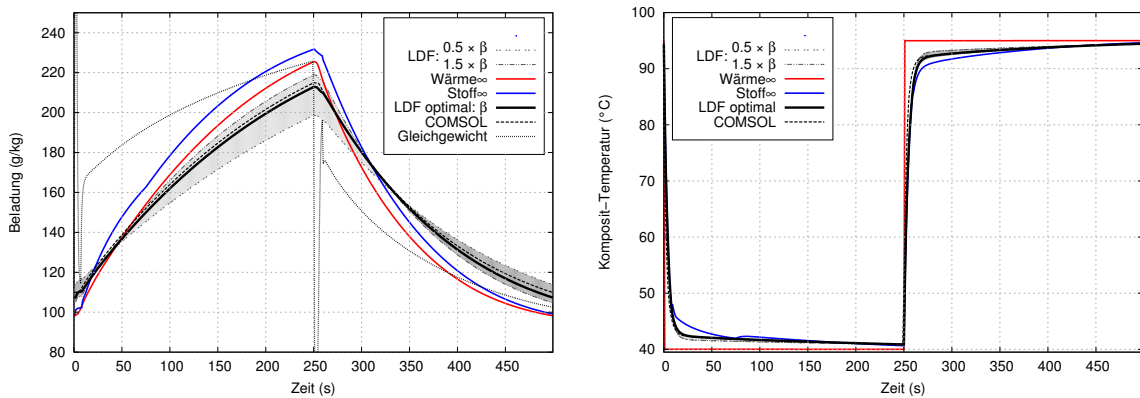 240
220
200
180
160
140
120
100
80
Beladung (g/kg)
0 50 100 150 200 250 300 350 400 450
Zeit (s)
0.5 × β
LDF:
1.5 × β
Wärme∞
Stoff∞
LDF optimal: β
COMSOL
Gleichgewicht
100
90
80
70
60
50
40
Komposit−Temperatur (° C)
0 50 100 150 200 250 300 350 400 450
Zeit (s)
0.5 × β
LDF:
1.5 × β
Wärme∞
Stoff∞
LDF optimal
COMSOL